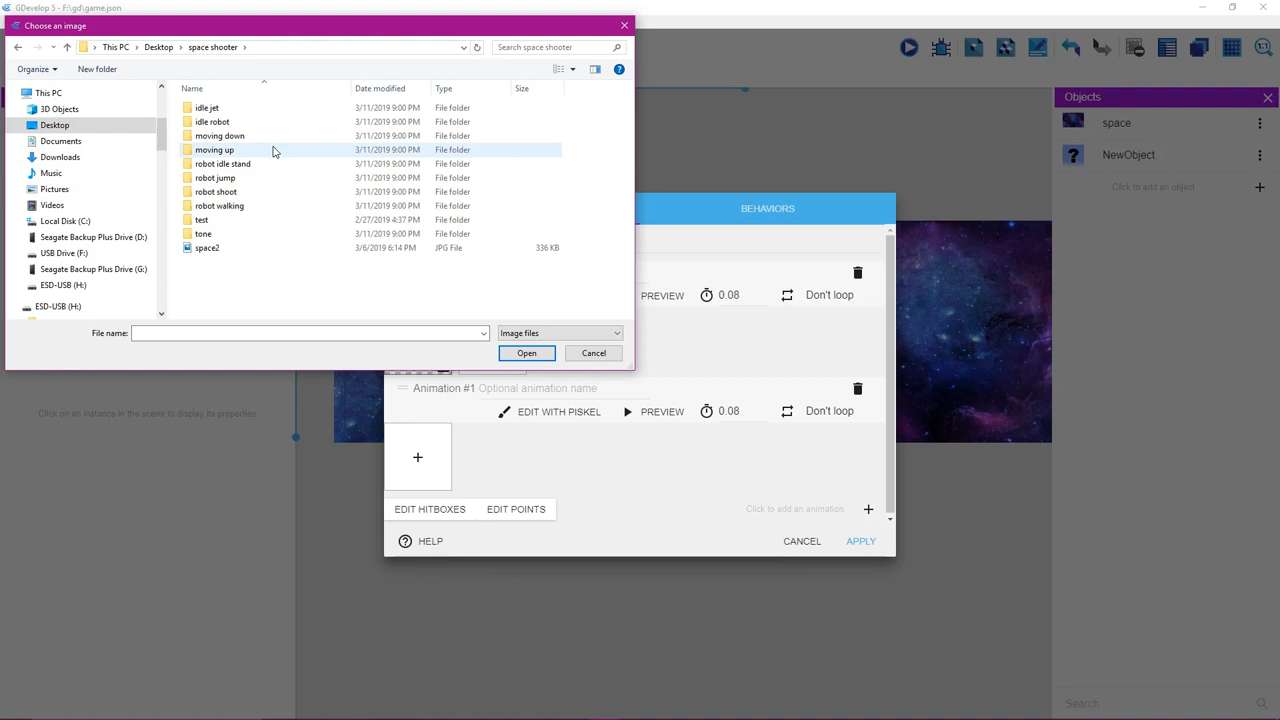 GDevelop 5 - F:\gd\game.json
Choose an image
This PC
Desktop
space shooter
Search space shooter
Organize
New folder
Name
Date modified
Type
Size
This PC
3D Objects
Desktop
Documents
Downloads
Music
Pictures
Videos
Local Disk (C:)
Seagate Backup Plus Drive (D:)
USB Drive (F:)
Seagate Backup Plus Drive (G:)
ESD-USB (H:)
ESD-USB (H:)
idle jet 3/11/2019 9:00 PM File folder
idle robot 3/11/2019 9:00 PM File folder
moving down 3/11/2019 9:00 PM File folder
moving up 3/11/2019 9:00 PM File folder
robot idle stand 3/11/2019 9:00 PM File folder
robot jump 3/11/2019 9:00 PM File folder
robot shoot 3/11/2019 9:00 PM File folder
robot walking 3/11/2019 9:00 PM File folder
test 2/27/2019 4:37 PM File folder
tone 3/11/2019 9:00 PM File folder
space2 3/6/2019 6:14 PM JPG File 336 KB
File name:
Image files
Open
Cancel
BEHAVIORS
PREVIEW 0.08 Don't loop
Animation #1 Optional animation name
EDIT WITH PISKEL PREVIEW 0.08 Don't loop
+
EDIT HITBOXES EDIT POINTS Click to add an animation +
HELP CANCEL APPLY
Click on an instance in the scene to display its properties
1:1
Objects
space
NewObject
Click to add an object +
Search